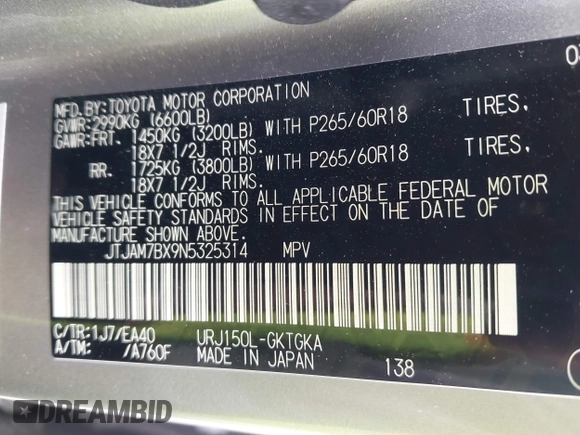 MFD.BY:TOYOTA MOTOR CORPORATION
GVWR:2990KG (6600LB)
GAWR:FRT. 1450KG (3200LB) WITH P265/60R18 TIRES,
18X7 1/2J RIMS.
RR. 1725KG (3800LB) WITH P265/60R18 TIRES,
18X7 1/2J RIMS.
THIS VEHICLE CONFORMS TO ALL APPLICABLE FEDERAL MOTOR
VEHICLE SAFETY STANDARDS IN EFFECT ON THE DATE OF
MANUFACTURE SHOWN ABOVE.
JTJAM7BX9N5325314 MPV
C/TR:1J7/EA40 URJ150L-GKTGKA
A/TM: /A760F MADE IN JAPAN 138
DREAMBID